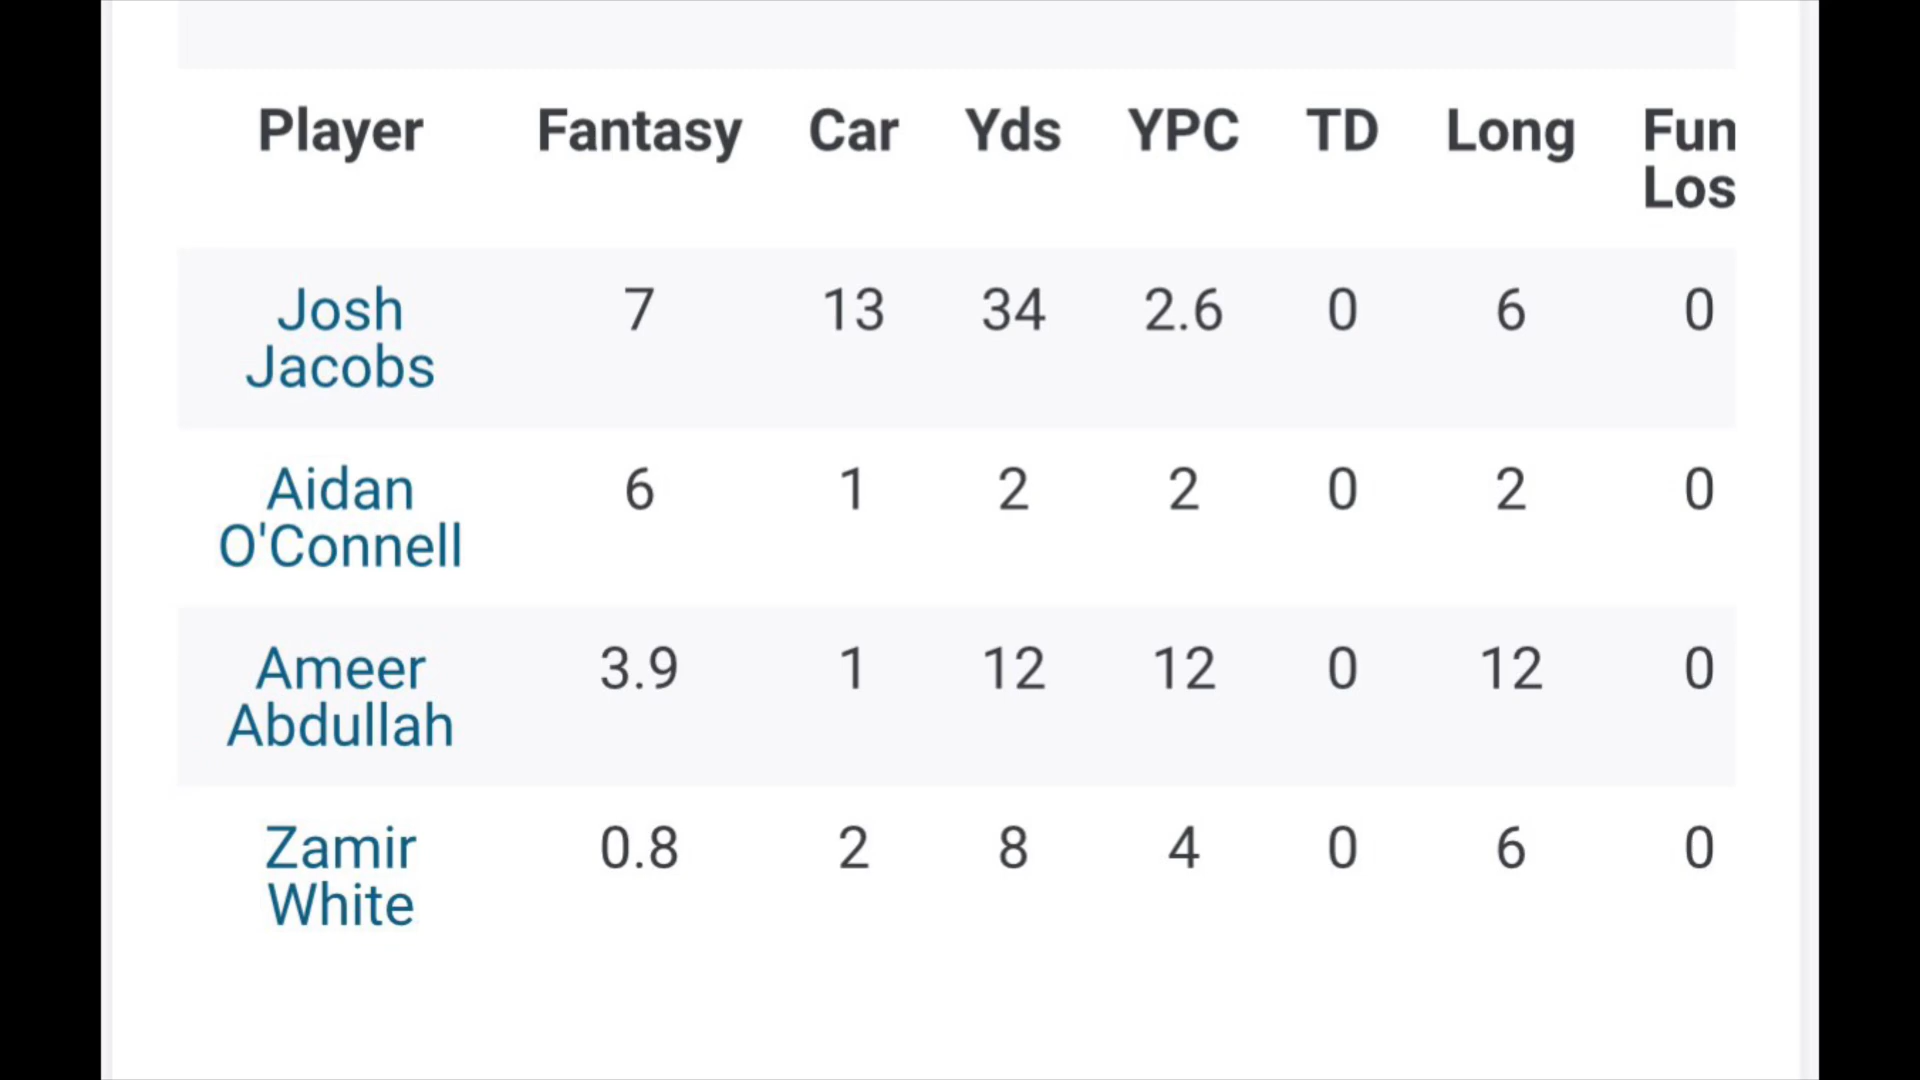 Player Fantasy Car Yds YPC TD Long Fun
Los
Josh 7 13 34 2.6 0 6 0
Jacobs
Aidan 6 1 2 2 0 2 0
O'Connell
Ameer 3.9 1 12 12 0 12 0
Abdullah
Zamir 0.8 2 8 4 0 6 0
White